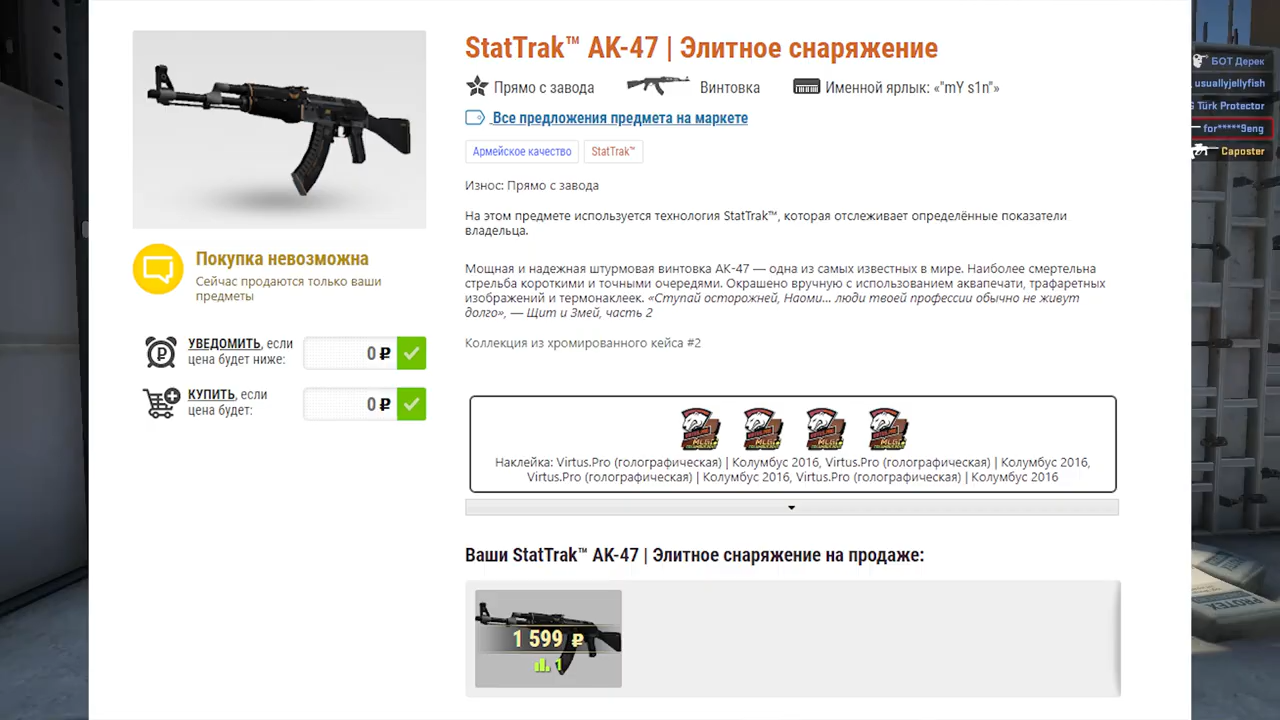 StatTrak™ AK-47 | Элитное снаряжение
Прямо с завода
Винтовка
Именной ярлык: «"mY s1n"»
Все предложения предмета на маркете
Армейское качество
StatTrak™
Износ: Прямо с завода
На этом предмете используется технология StatTrak™, которая отслеживает определённые показатели
владельца.
Мощная и надежная штурмовая винтовка АК-47 — одна из самых известных в мире. Наиболее смертельна
стрельба короткими и точными очередями. Окрашено вручную с использованием аквапечати, трафаретных
изображений и термонаклеек. «Ступай осторожней, Наоми... люди твоей профессии обычно не живут
долго», — Щит и Змей, часть 2
Коллекция из хромированного кейса #2
Покупка невозможна
Сейчас продаются только ваши
предметы
УВЕДОМИТЬ, если
цена будет ниже:
0 ₽
КУПИТЬ, если
цена будет:
0 ₽
Наклейка: Virtus.Pro (голографическая) | Колумбус 2016, Virtus.Pro (голографическая) | Колумбус 2016,
Virtus.Pro (голографическая) | Колумбус 2016, Virtus.Pro (голографическая) | Колумбус 2016
Ваши StatTrak™ AK-47 | Элитное снаряжение на продаже:
1 599 ₽
1
БОТ Дерек
usuallyjellyfish
Türk Protector
for*****9eng
Caposter
PROTEX